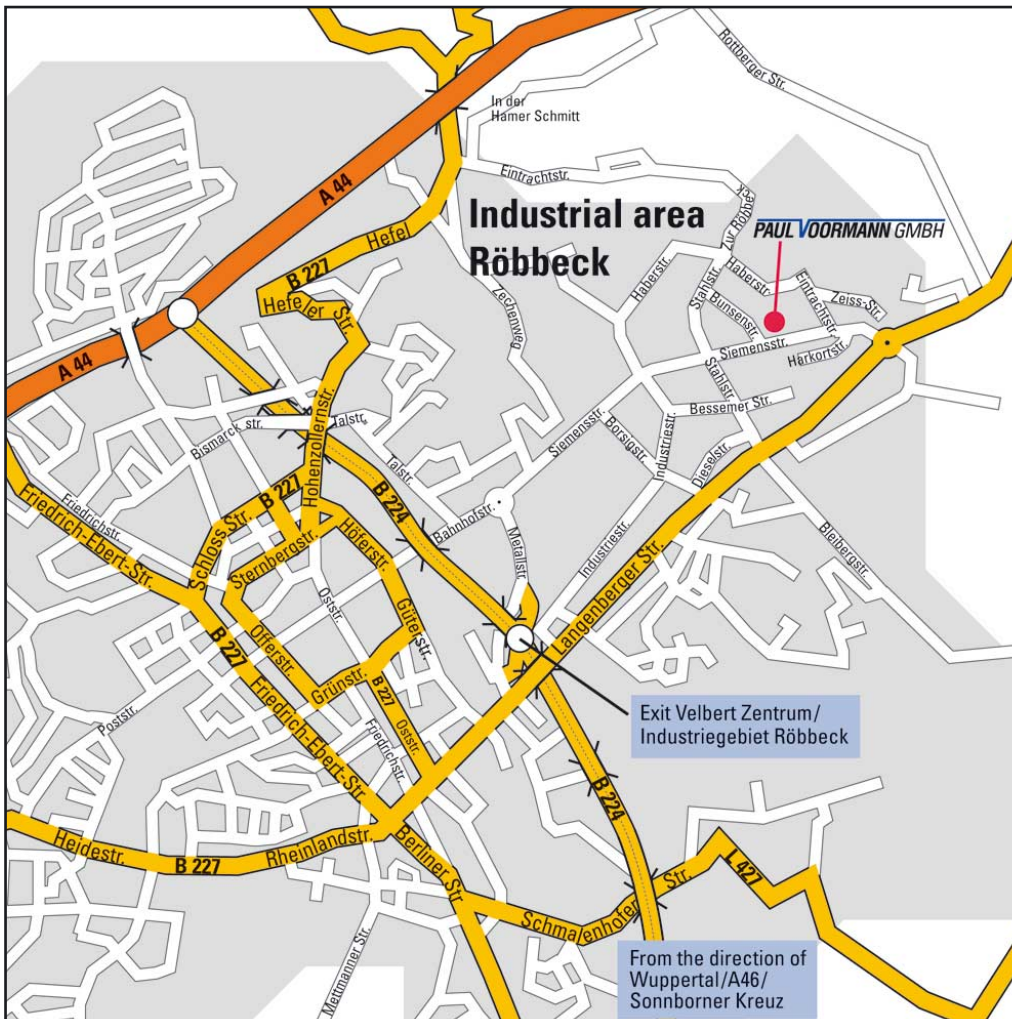 Rottberger Str.
In der
Hamer Schmitt
A 44
Eintrachtstr.
Zur Röbbeck
Industrial area
Röbbeck
PAUL VOORMANN GMBH
Hefel
B 227
Hefeler Str.
Zechenweg
Haberstr.
Stahlstr.
Haberstr.
Bunsenstr.
Eintrachtstr.
Zeiss-Str.
Siemensstr.
Harkortstr.
A 44
Stahlstr.
Bessemer Str.
Hohenzollernstr.
Talstr.
Bismarck str.
Talstr.
Siemensstr.
Borsigstr.
Industriestr.
Dieselstr.
B 227
B 224
Friedrichstr.
Friedrich-Ebert-Str.
Schloss Str.
Sternbergstr.
Höferstr.
Bahnhofstr.
Metallstr.
Industriestr.
Bleibergstr.
Oststr.
Güterstr.
Langenberger Str.
Offerstr.
Grünstr.
B 227
Friedrich-Ebert-Str.
B 227
Oststr.
Friedrichstr.
Poststr.
Exit Velbert Zentrum/
Industriegebiet Röbbeck
B 224
Heidestr.
B 227
Rheinlandstr.
Berliner Str
Schmalenhofer Str.
L 427
Mettmanner Str.
From the direction of
Wuppertal/A46/
Sonnborner Kreuz